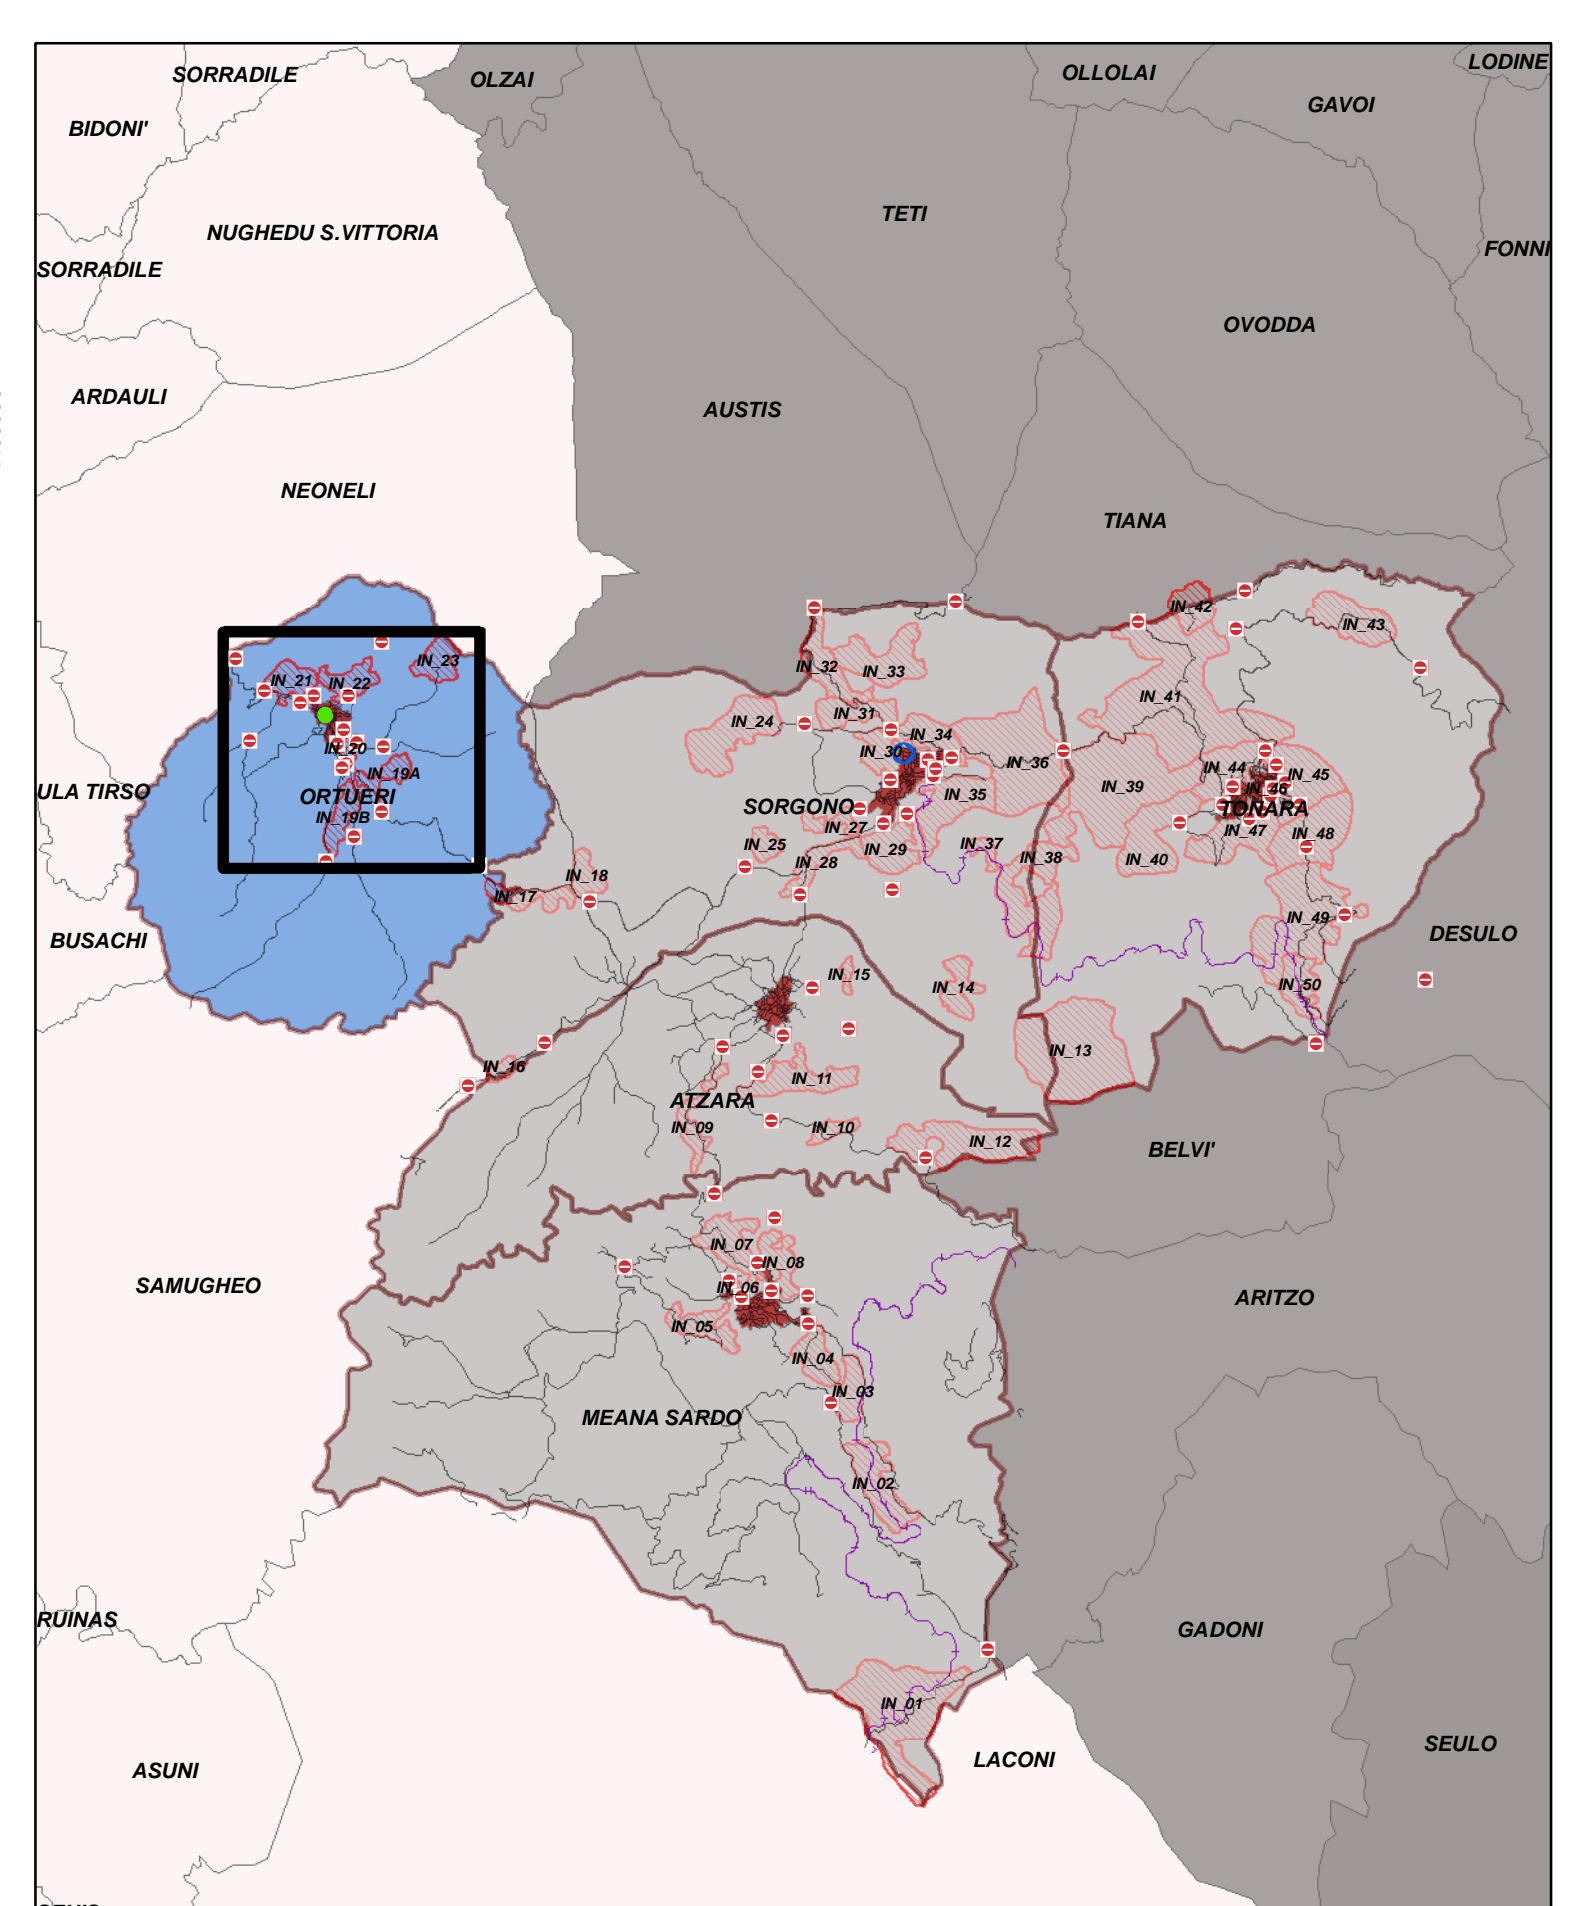 SORRADILE
OLZAI
OLLOLAI
LODINE
GAVOI
BIDONI'
TETI
NUGHEDU S.VITTORIA
FONNI
SORRADILE
OVODDA
ARDAULI
AUSTIS
NEONELI
TIANA
IN_42
IN_43
IN_23
IN_32
IN_33
IN_21
IN_22
IN_41
IN_31
IN_24
IN_34
IN_20
IN_30
IN_36
IN_19A
IN_44
IN_45
IN_39
IN_46
ULA TIRSO
ORTUERI
IN_35
SORGONO
TONARA
IN_19B
IN_27
IN_47
IN_48
IN_25
IN_37
IN_29
IN_38
IN_40
IN_28
IN_18
IN_17
IN_49
DESULO
BUSACHI
IN_15
IN_14
IN_50
IN_13
IN_16
IN_11
ATZARA
IN_09
IN_10
IN_12
BELVI'
IN_07
IN_08
SAMUGHEO
IN_06
ARITZO
IN_05
IN_04
IN_03
MEANA SARDO
IN_02
RUINAS
GADONI
IN_01
SEULO
LACONI
ASUNI